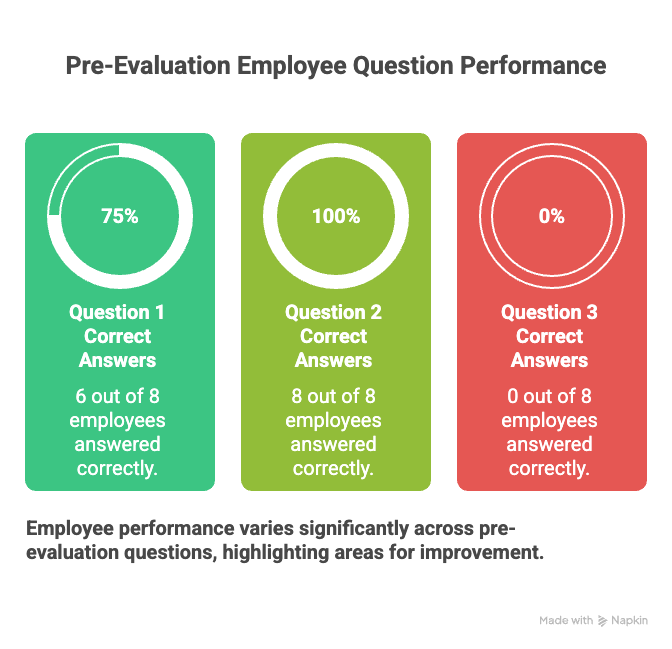 Pre-Evaluation Employee Question Performance
75%
Question 1
Correct
Answers
6 out of 8
employees
answered
correctly.
100%
Question 2
Correct
Answers
8 out of 8
employees
answered
correctly.
0%
Question 3
Correct
Answers
0 out of 8
employees
answered
correctly.
Employee performance varies significantly across pre-
evaluation questions, highlighting areas for improvement.
Made with Napkin